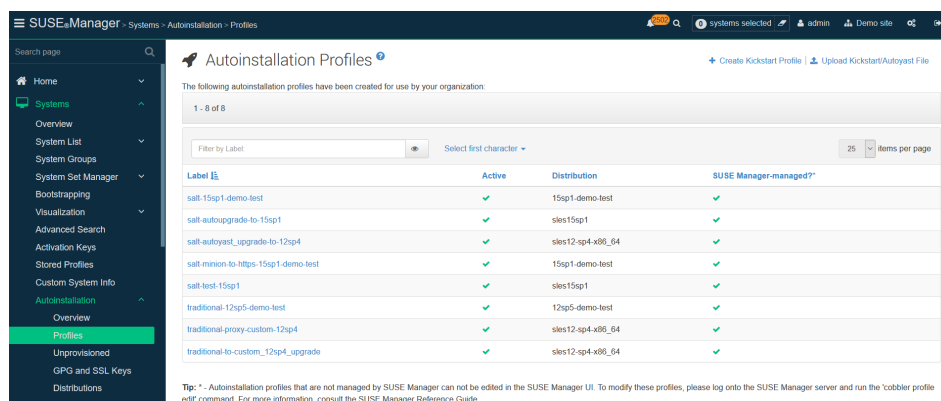 SUSE®Manager > Systems > Autoinstallation > Profiles
2502 0 systems selected admin Demo site
Search page
Home
Systems
Overview
System List
System Groups
System Set Manager
Bootstrapping
Visualization
Advanced Search
Activation Keys
Stored Profiles
Custom System Info
Autoinstallation
Overview
Profiles
Unprovisioned
GPG and SSL Keys
Distributions
Autoinstallation Profiles ?
+ Create Kickstart Profile | Upload Kickstart/Autoyast File
The following autoinstallation profiles have been created for use by your organization:
1 - 8 of 8
Filter by Label: Select first character 25 items per page
Label Active Distribution SUSE Manager-managed?*
salt-15sp1-demo-test 15sp1-demo-test
salt-autoupgrade-to-15sp1 sles15sp1
salt-autoyast_upgrade-to-12sp4 sles12-sp4-x86_64
salt-minion-to-https-15sp1-demo-test 15sp1-demo-test
salt-test-15sp1 sles15sp1
traditional-12sp5-demo-test 12sp5-demo-test
traditional-proxy-custom-12sp4 sles12-sp4-x86_64
traditional-to-custom_12sp4_upgrade sles12-sp4-x86_64
Tip: * - Autoinstallation profiles that are not managed by SUSE Manager can not be edited in the SUSE Manager UI. To modify these profiles, please log onto the SUSE Manager server and run the 'cobbler profile
edit' command. For more information, consult the SUSE Manager Reference Guide.